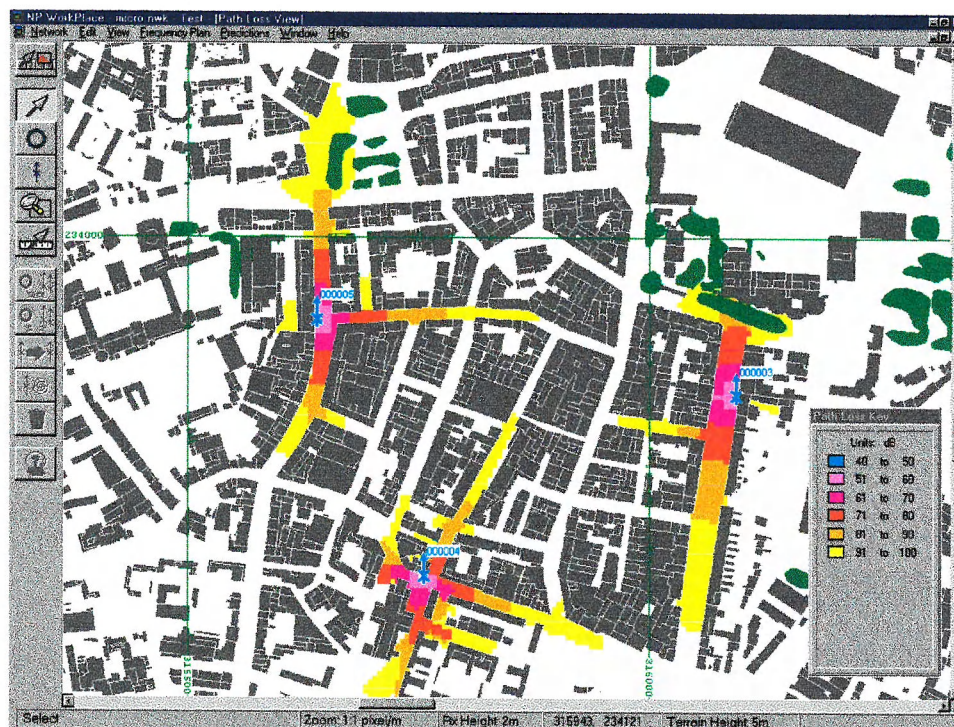 NP WorkPlace micro.nwk Test [Path Loss View]
Network Edit View Frequency Plan Predictions Window Help
234000
000005
000003
000004
Path Loss Key
Units: dB
40 to 50
51 to 60
61 to 70
71 to 80
81 to 90
91 to 100
315500
Select Zoom 1:1 pixel/m Rx Height 2m 315943, 234121 Terrain Height 5m